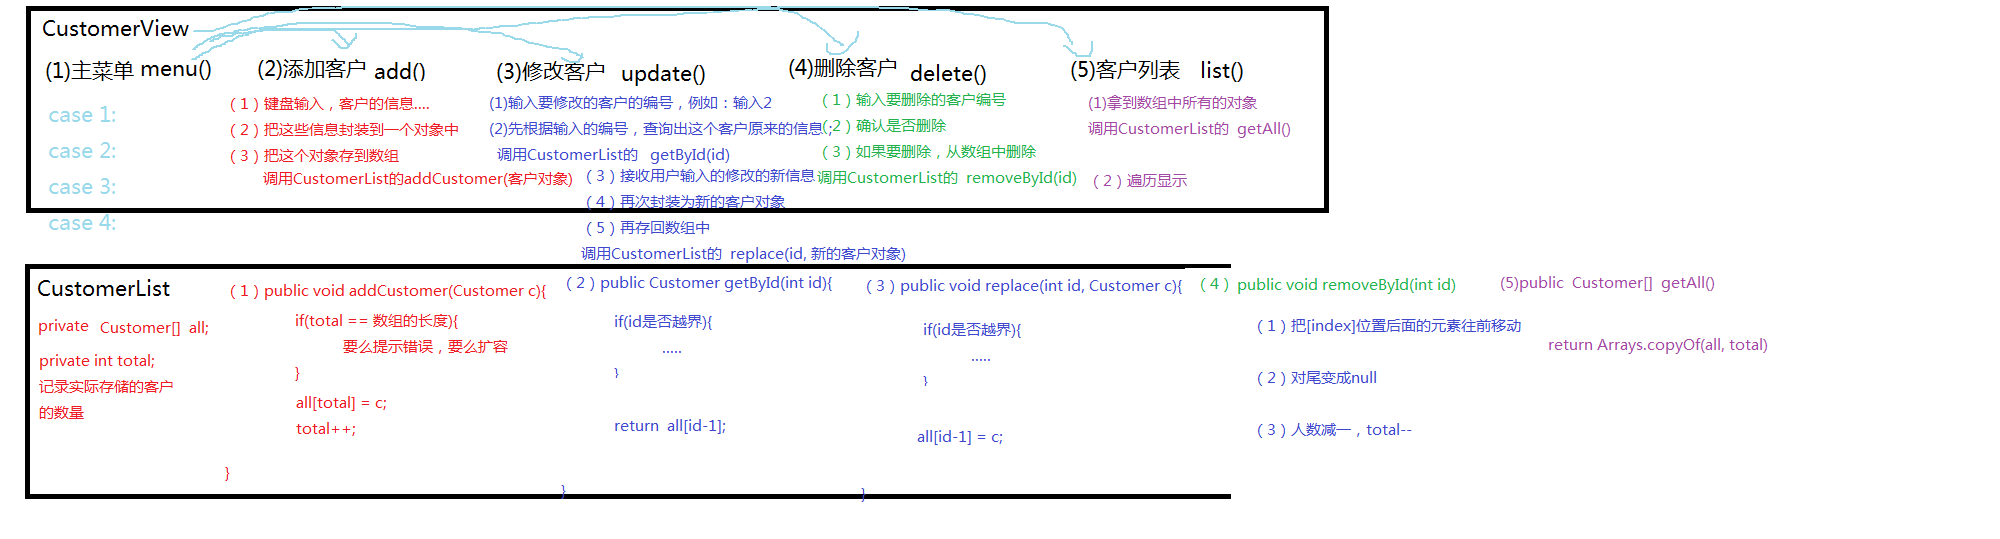 CustomerView
(1)主菜单 menu()
case 1:
case 2:
case 3:
case 4:
(2)添加客户 add()
（1）键盘输入，客户的信息....
（2）把这些信息封装到一个对象中
（3）把这个对象存到数组
调用CustomerList的addCustomer(客户对象)
(3)修改客户 update()
(1)输入要修改的客户的编号，例如：输入2
(2)先根据输入的编号，查询出这个客户原来的信息：;
调用CustomerList的 getById(id)
（3）接收用户输入的修改的新信息
（4）再次封装为新的客户对象
（5）再存回数组中
调用CustomerList的 replace(id, 新的客户对象)
(4)删除客户 delete()
（1）输入要删除的客户编号
（2）确认是否删除
（3）如果要删除，从数组中删除
调用CustomerList的 removeById(id)
(5)客户列表 list()
(1)拿到数组中所有的对象
调用CustomerList的 getAll()
（2）遍历显示
CustomerList
private Customer[] all;
private int total;
记录实际存储的客户
的数量
（1）public void addCustomer(Customer c){
if(total == 数组的长度){
要么提示错误，要么扩容
}
all[total] = c;
total++;
}
（2）public Customer getById(int id){
if(id是否越界){
.....
}
return all[id-1];
}
（3）public void replace(int id, Customer c){
if(id是否越界){
.....
}
all[id-1] = c;
}
（4）public void removeById(int id)
（1）把[index]位置后面的元素往前移动
（2）对尾变成null
（3）人数减一，total--
(5)public Customer[] getAll()
return Arrays.copyOf(all, total)